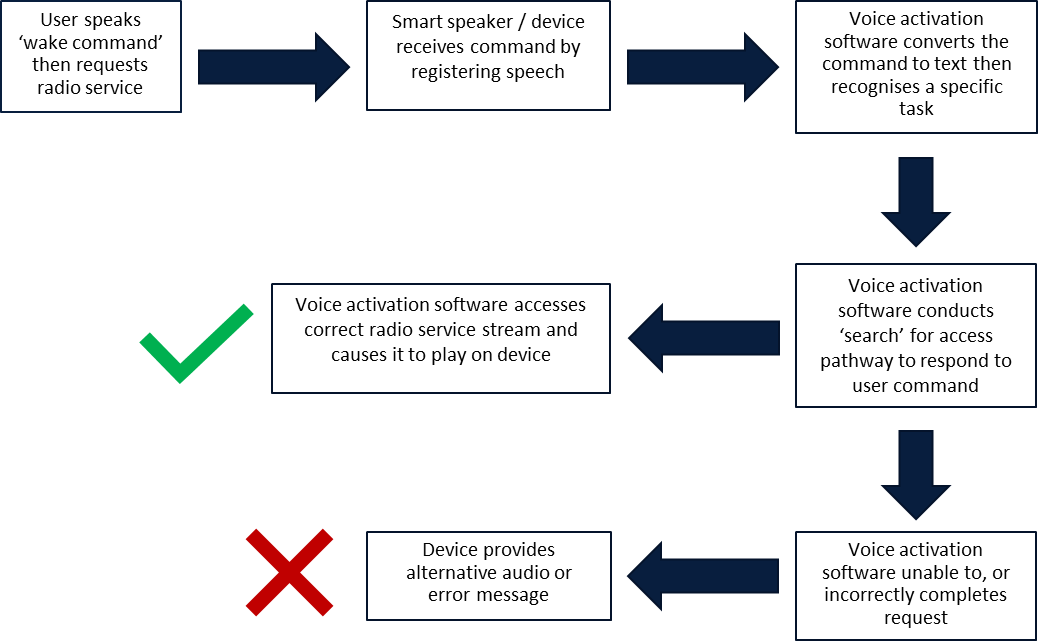 User speaks
‘wake command’
then requests
radio service
Smart speaker / device
receives command by
registering speech
Voice activation
software converts the
command to text then
recognises a specific
task
Voice activation
software conducts
‘search’ for access
pathway to respond to
user command
Voice activation software accesses
correct radio service stream and
causes it to play on device
Voice activation
software unable to, or
incorrectly completes
request
Device provides
alternative audio or
error message